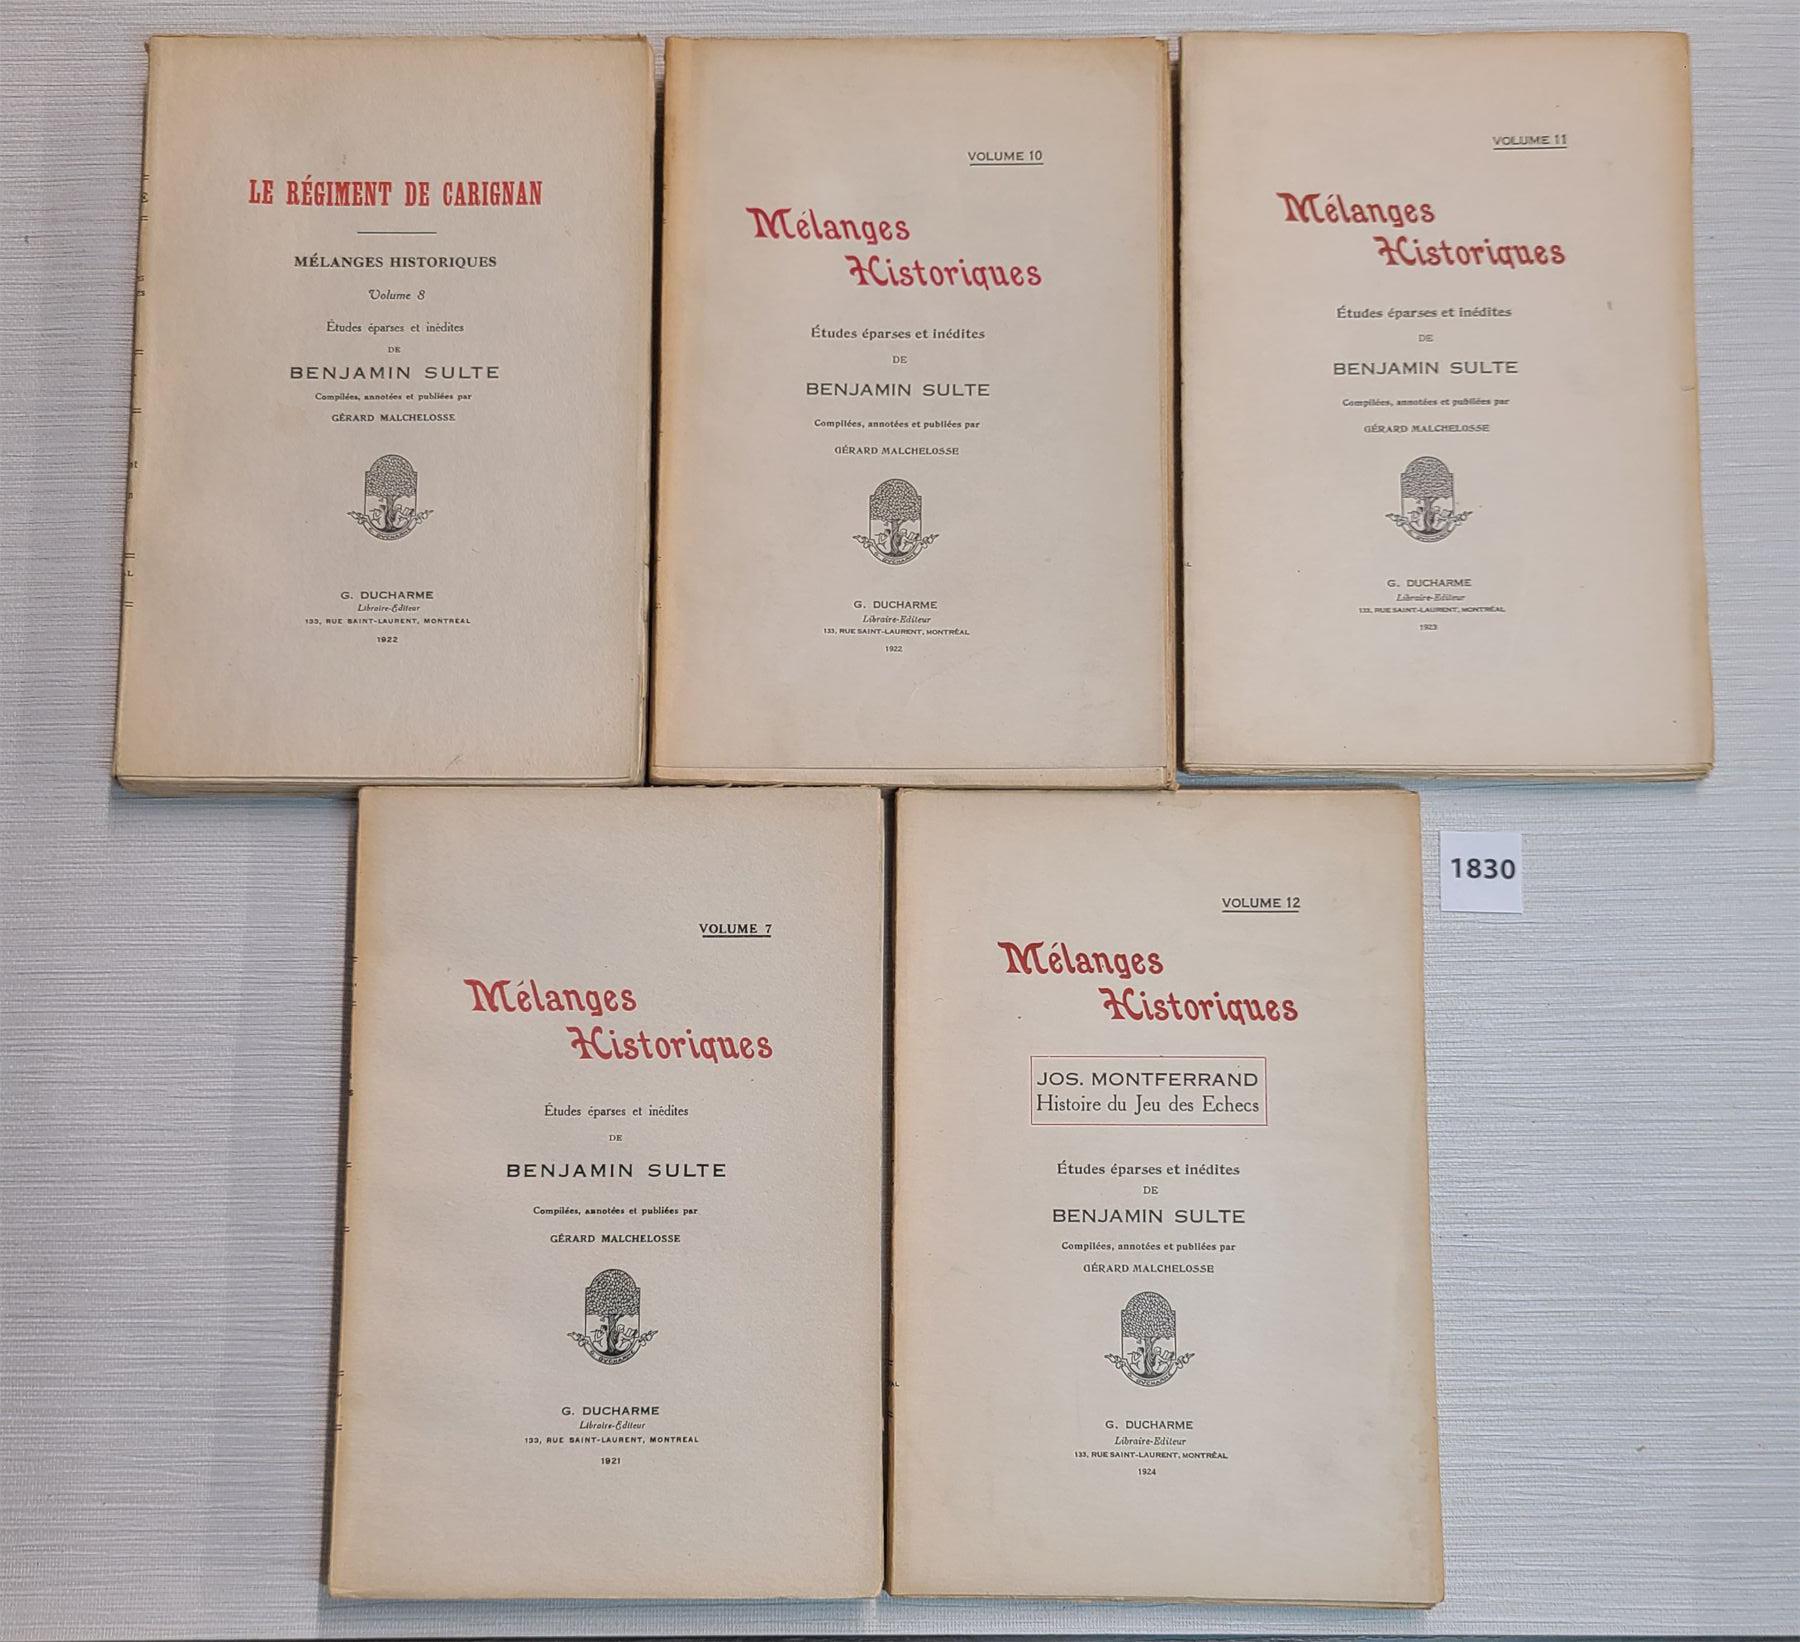 LE RÉGIMENT DE CARIGNAN
MÉLANGES HISTORIQUES
Volume 8
Études éparses et inédites
DE
BENJAMIN SULTE
Compilées, annotées et publiées par
GÉRARD MALCHELOSSE
G. DUCHARME
Libraire-Éditeur
133, RUE SAINT-LAURENT, MONTRÉAL
1922
VOLUME 10
Mélanges
Historiques
Études éparses et inédites
DE
BENJAMIN SULTE
Compilées, annotées et publiées par
GÉRARD MALCHELOSSE
G. DUCHARME
G. DUCHARME
Libraire-Editeur
133, RUE SAINT-LAURENT, MONTRÉAL
1922
VOLUME 11
Mélanges
Historiques
Études éparses et inédites
DE
BENJAMIN SULTE
Compilées, annotées et publiées par
GÉRARD MALCHELOSSE
G. DUCHARME
Libraire-Editeur
133, RUE SAINT-LAURENT, MONTRÉAL
1923
VOLUME 7
Mélanges
Historiques
Études éparses et inédites
DE
BENJAMIN SULTE
Compilées, annotées et publiées par
GÉRARD MALCHELOSSE
G. DUCHARME
G. DUCHARME
Libraire-Éditeur
133, RUE SAINT-LAURENT, MONTREAL
1921
VOLUME 12
Mélanges
Historiques
JOS. MONTFERRAND
Histoire du Jeu des Echecs
Études éparses et inédites
DE
BENJAMIN SULTE
Compilées, annotées et publiées par
GÉRARD MALCHELOSSE
G. DUCHARME
G. DUCHARME
Libraire-Editeur
133, RUE SAINT-LAURENT, MONTRÉAL
1924
1830